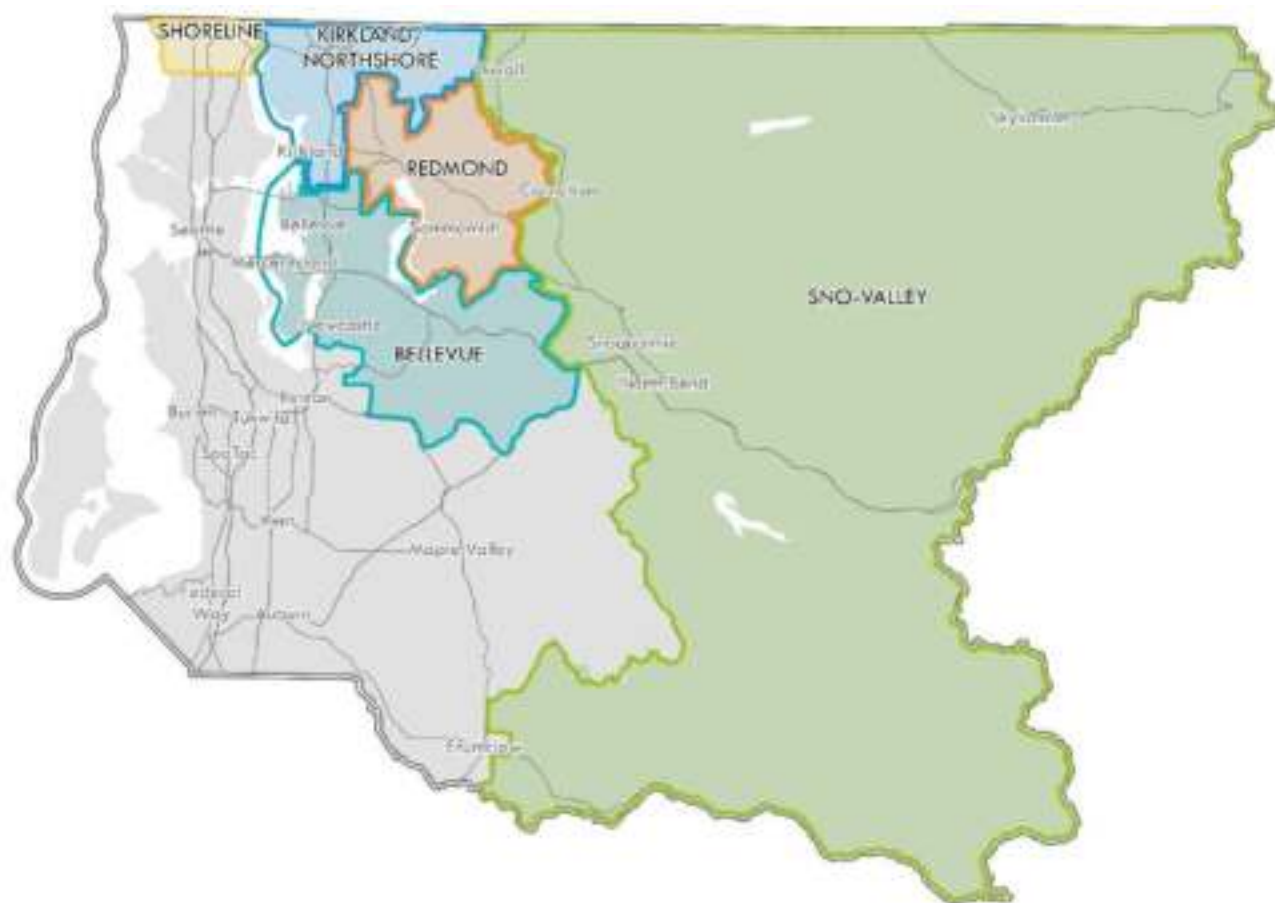 SHORELINE
KIRKLAND
NORTHSHORE
Duvall
Skykomish
Kirkland
REDMOND
Carnation
Bellevue
Sammamish
Seattle
Mercer Island
SNO-VALLEY
Newcastle
BELLEVUE
Snoqualmie
North Bend
Renton
Burien
Tukwila
SeaTac
Kent
Maple Valley
Federal
Way
Auburn
Enumclaw